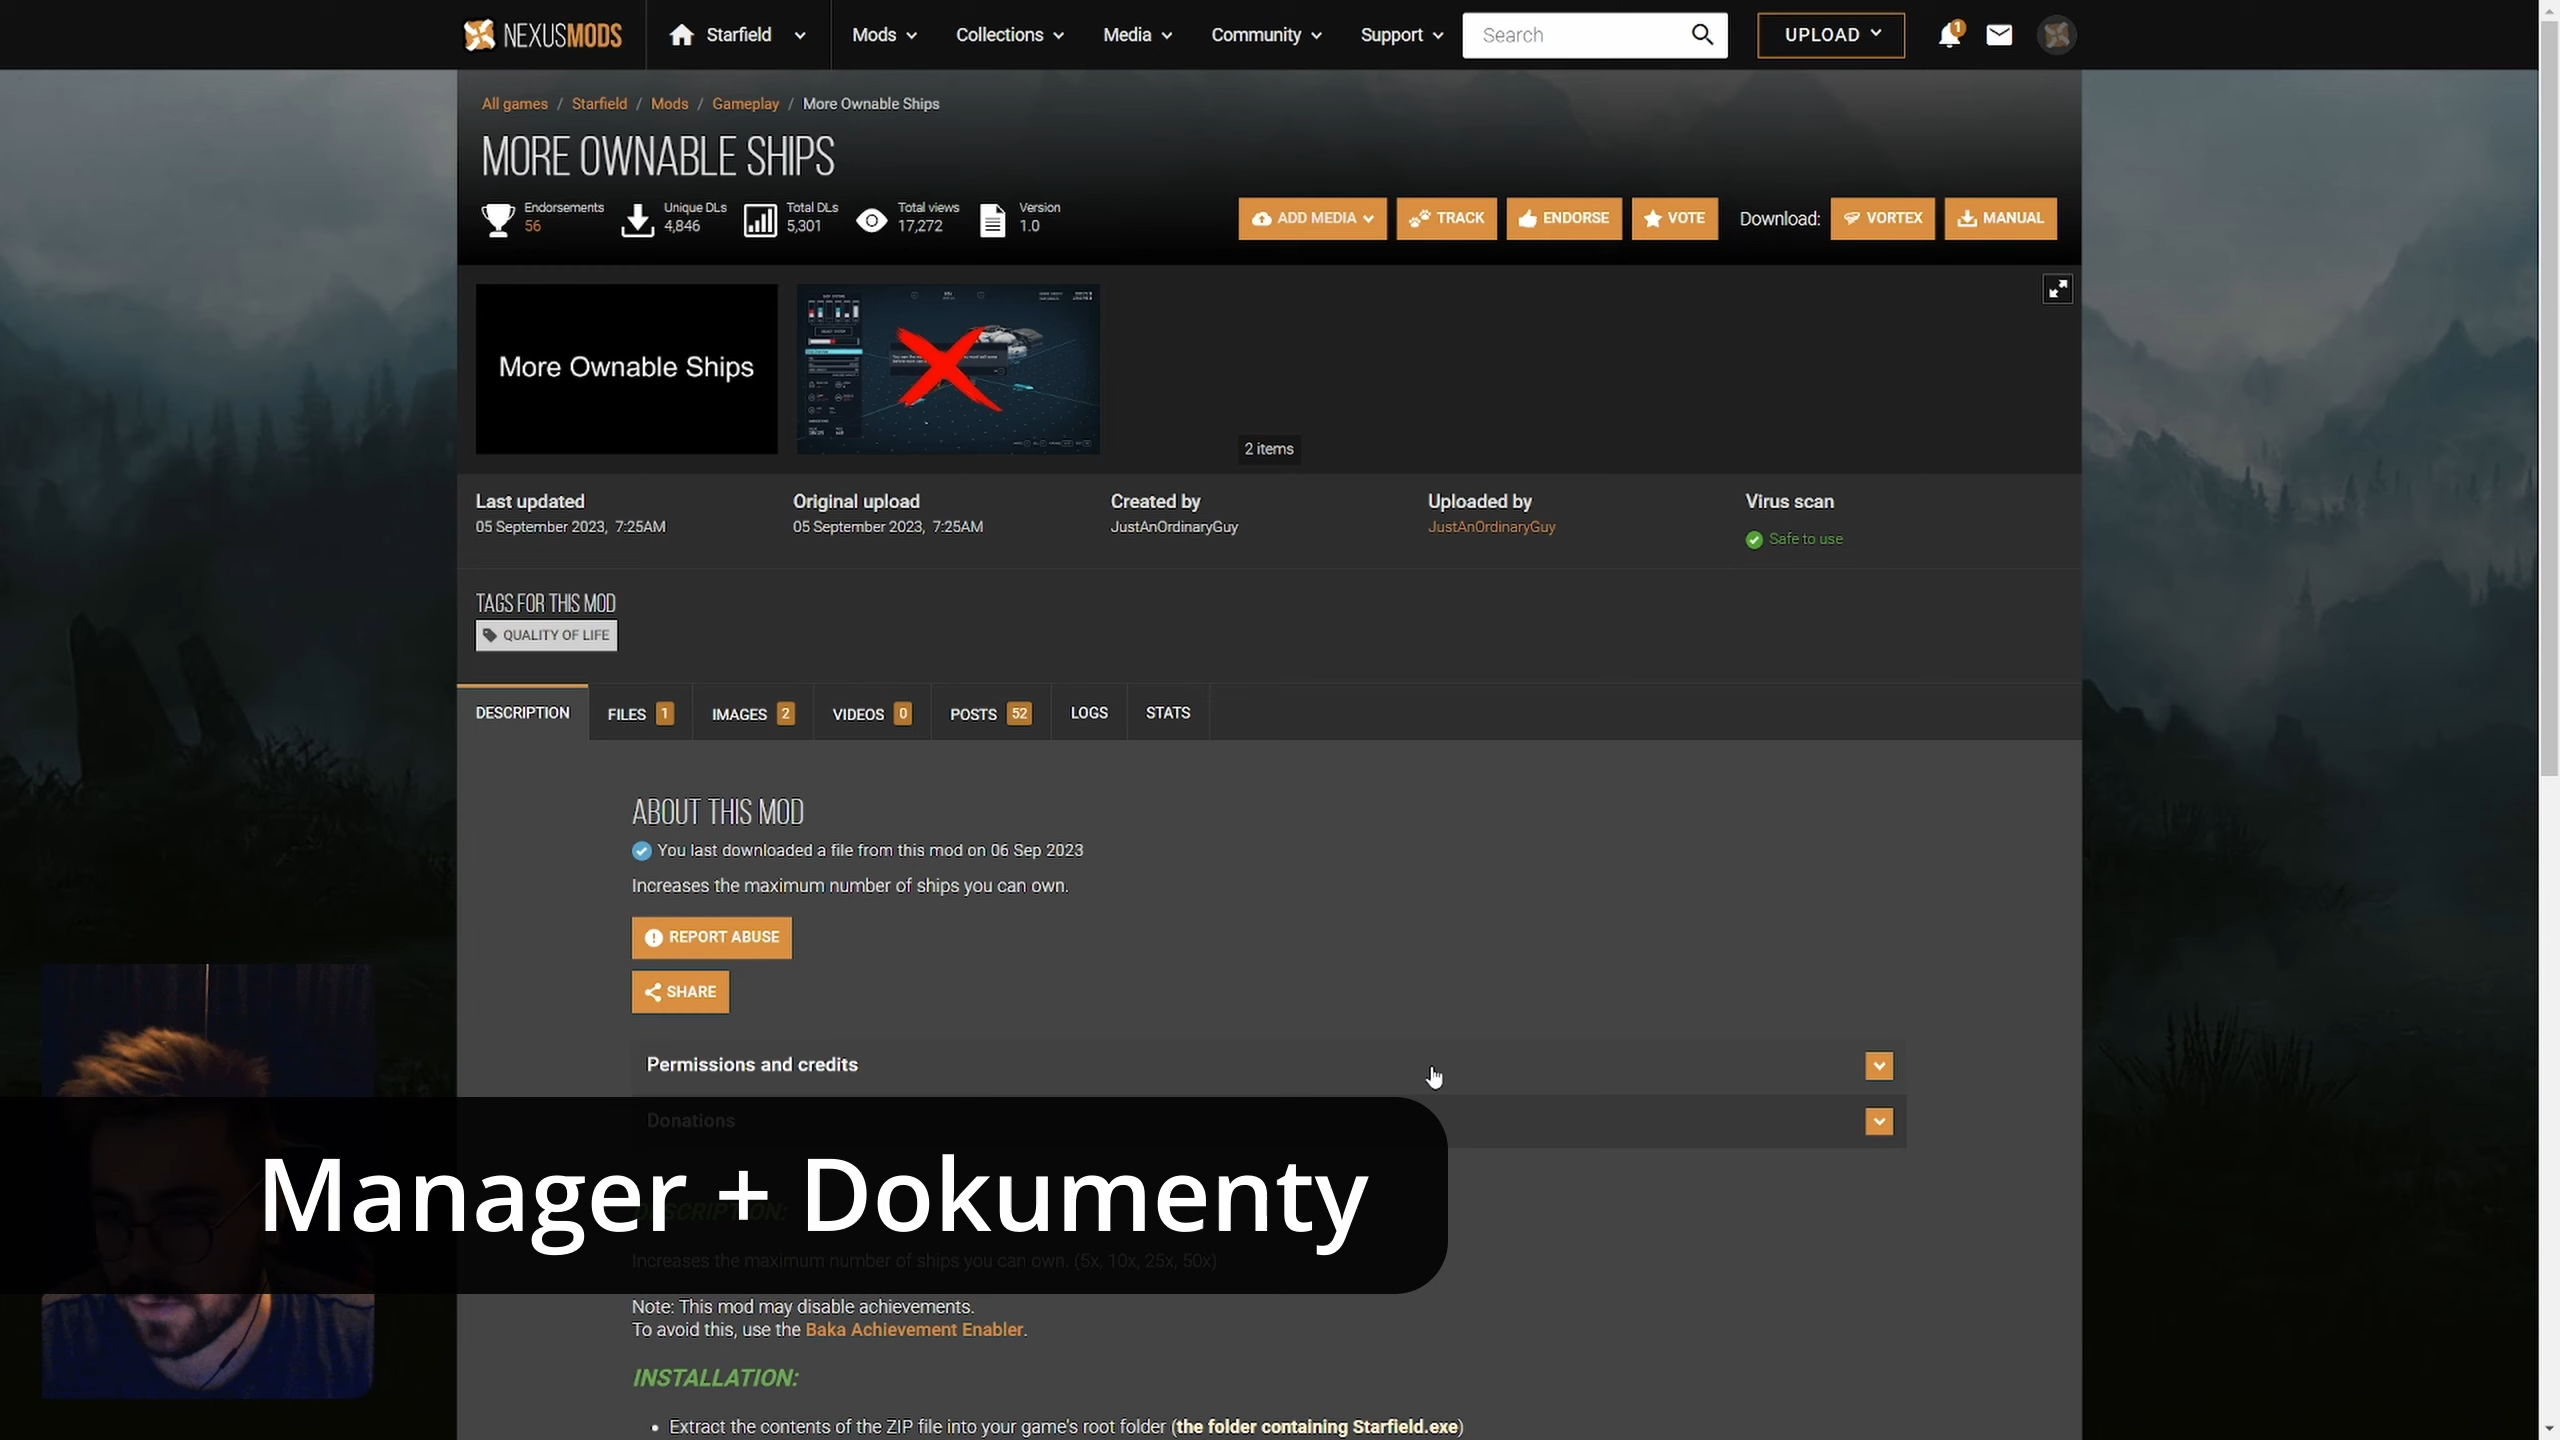 NEXUSMODS
Starfield
Mods
Collections
Media
Community
Support
Search
UPLOAD
1
All games / Starfield / Mods / Gameplay / More Ownable Ships
MORE OWNABLE SHIPS
Endorsements
56
Unique DLs
4,846
Total DLs
5,301
Total views
17,272
Version
1.0
ADD MEDIA
TRACK
ENDORSE
VOTE
Download:
VORTEX
MANUAL
More Ownable Ships
2 items
Last updated
05 September 2023, 7:25AM
Original upload
05 September 2023, 7:25AM
Created by
JustAnOrdinaryGuy
Uploaded by
JustAnOrdinaryGuy
Virus scan
Safe to use
TAGS FOR THIS MOD
QUALITY OF LIFE
DESCRIPTION
FILES 1
IMAGES 2
VIDEOS 0
POSTS 52
LOGS
STATS
ABOUT THIS MOD
You last downloaded a file from this mod on 06 Sep 2023
Increases the maximum number of ships you can own.
REPORT ABUSE
SHARE
Permissions and credits
Donations
Manager + Dokumenty
DESCRIPTION:
Increases the maximum number of ships you can own. (5x, 10x, 25x, 50x)
Note: This mod may disable achievements.
To avoid this, use the Baka Achievement Enabler.
INSTALLATION:
• Extract the contents of the ZIP file into your game's root folder (the folder containing Starfield.exe)